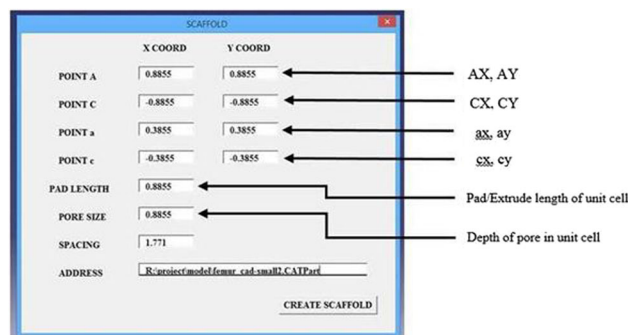 SCAFFOLD
X COORD Y COORD
POINT A 0.8855 0.8855 AX, AY
POINT C -0.8855 -0.8855 CX, CY
POINT a 0.3855 0.3855 ax, ay
POINT c -0.3855 -0.3855 cx, cy
PAD LENGTH 0.8855 Pad/Extrude length of unit cell
PORE SIZE 0.8855 Depth of pore in unit cell
SPACING 1.771
ADDRESS R:\project\model\femur_cad-small2.CATPart
CREATE SCAFFOLD